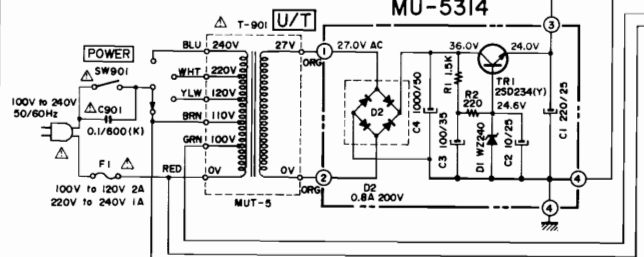 MU-5314
T-901 U/T
POWER
SW901
C901
0.1/600(K)
100V to 240V
50/60Hz
F1
100V to 120V 2A
220V to 240V 1A
BLU 240V
WHT 220V
YLW 120V
BRN 110V
GRN 100V
RED 0V
27V
ORG
0V
ORG
MUT-5
1
27.0V AC
2
D2
D2
0.8A 200V
C4 1000/50
36.0V
R1 1.5K
R2
220
C3 100/35
TR1
2SD234(Y)
24.0V
24.6V
D1 WZ240
C2 10/25
C1 220/25
3
4
4